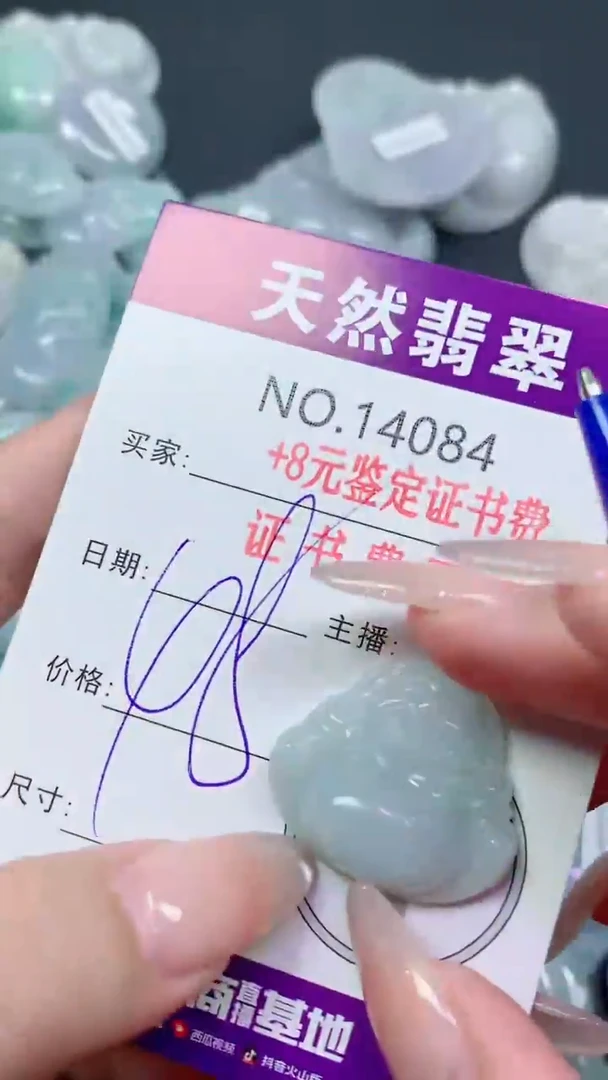 天然翡翠
NO.14084
买家:
+8元鉴定证书费
证书费
日期:
主播:
价格:
98
尺寸:
商直播基地
西瓜视频 抖音火山版